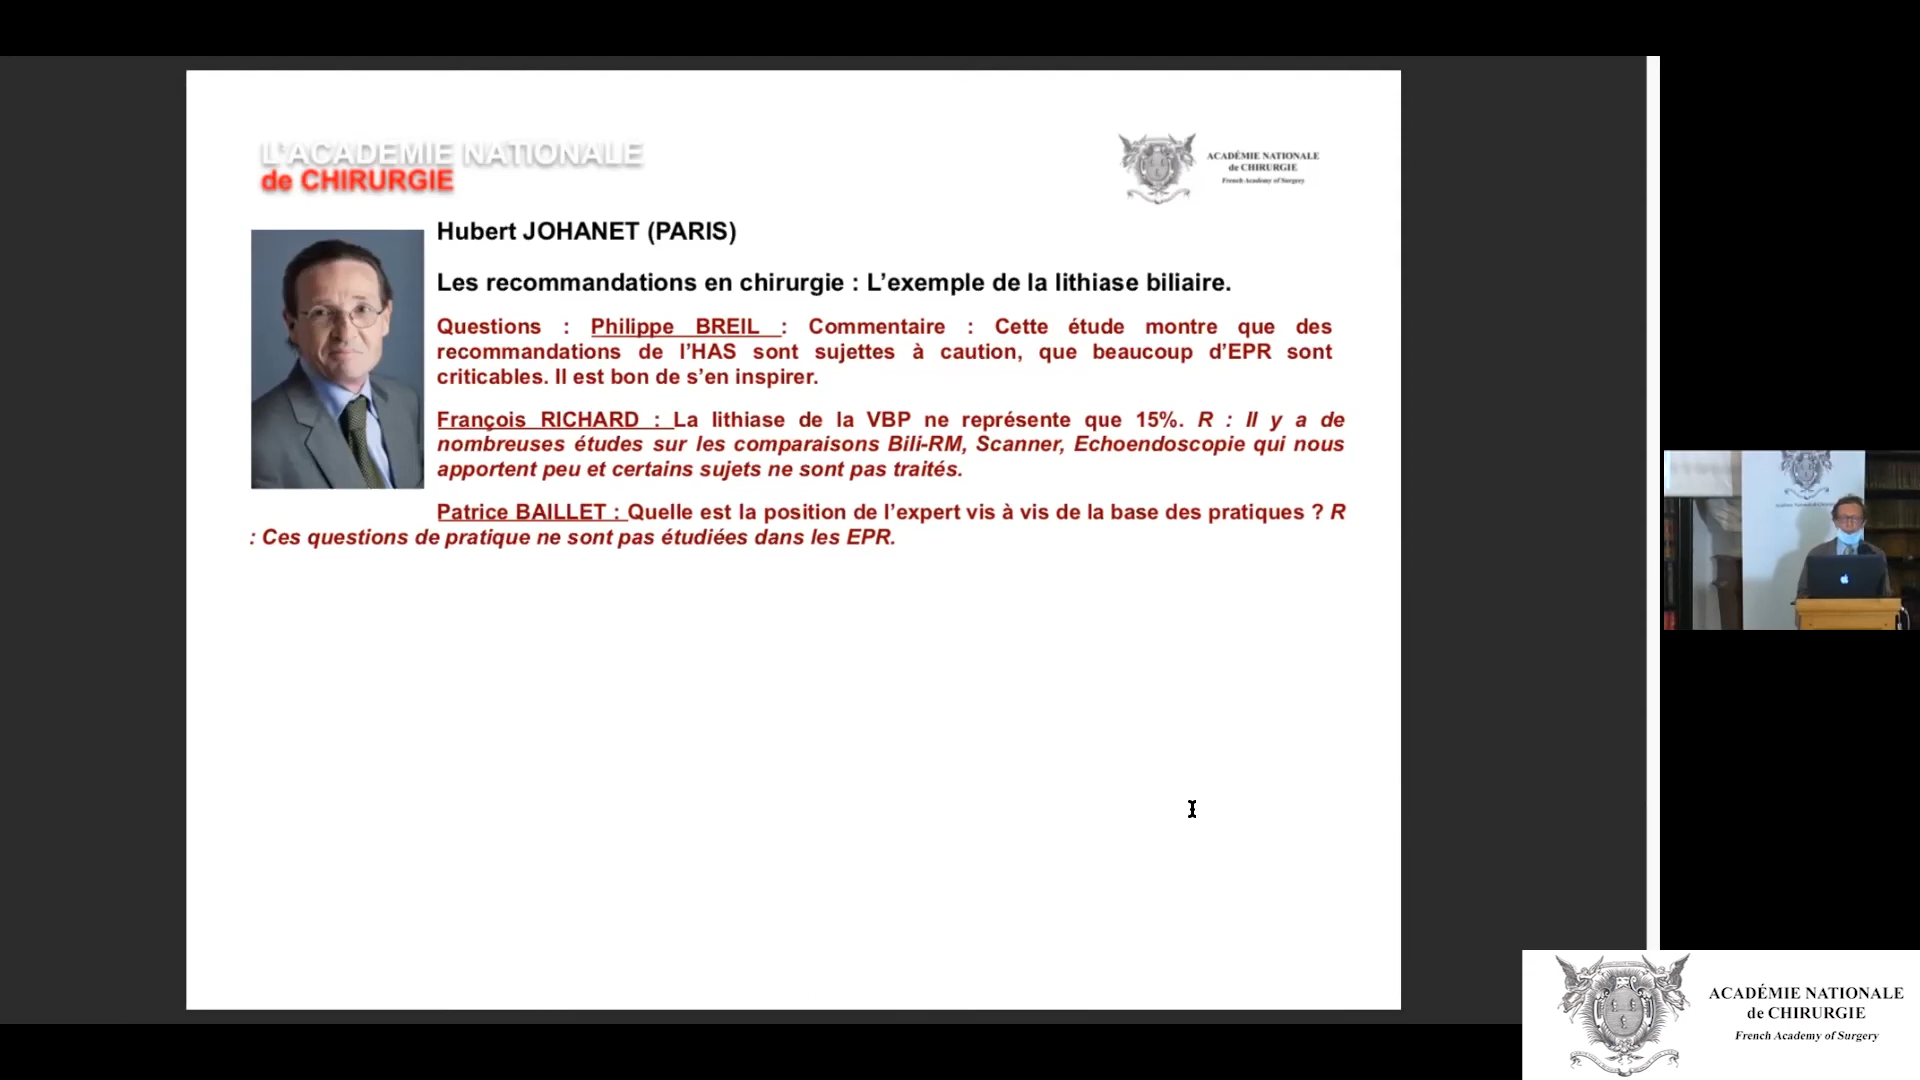 L'ACADEMIE NATIONALE
de CHIRURGIE
ACADÉMIE NATIONALE
de CHIRURGIE
French Academy of Surgery
Hubert JOHANET (PARIS)
Les recommandations en chirurgie : L'exemple de la lithiase biliaire.
Questions : Philippe BREIL : Commentaire : Cette étude montre que des
recommandations de l'HAS sont sujettes à caution, que beaucoup d'EPR sont
criticables. Il est bon de s'en inspirer.
François RICHARD : La lithiase de la VBP ne représente que 15%. R : Il y a de
nombreuses études sur les comparaisons Bili-RM, Scanner, Echoendoscopie qui nous
apportent peu et certains sujets ne sont pas traités.
Patrice BAILLET : Quelle est la position de l'expert vis à vis de la base des pratiques ? R
: Ces questions de pratique ne sont pas étudiées dans les EPR.
ACADÉMIE NATIONALE
de CHIRURGIE
French Academy of Surgery